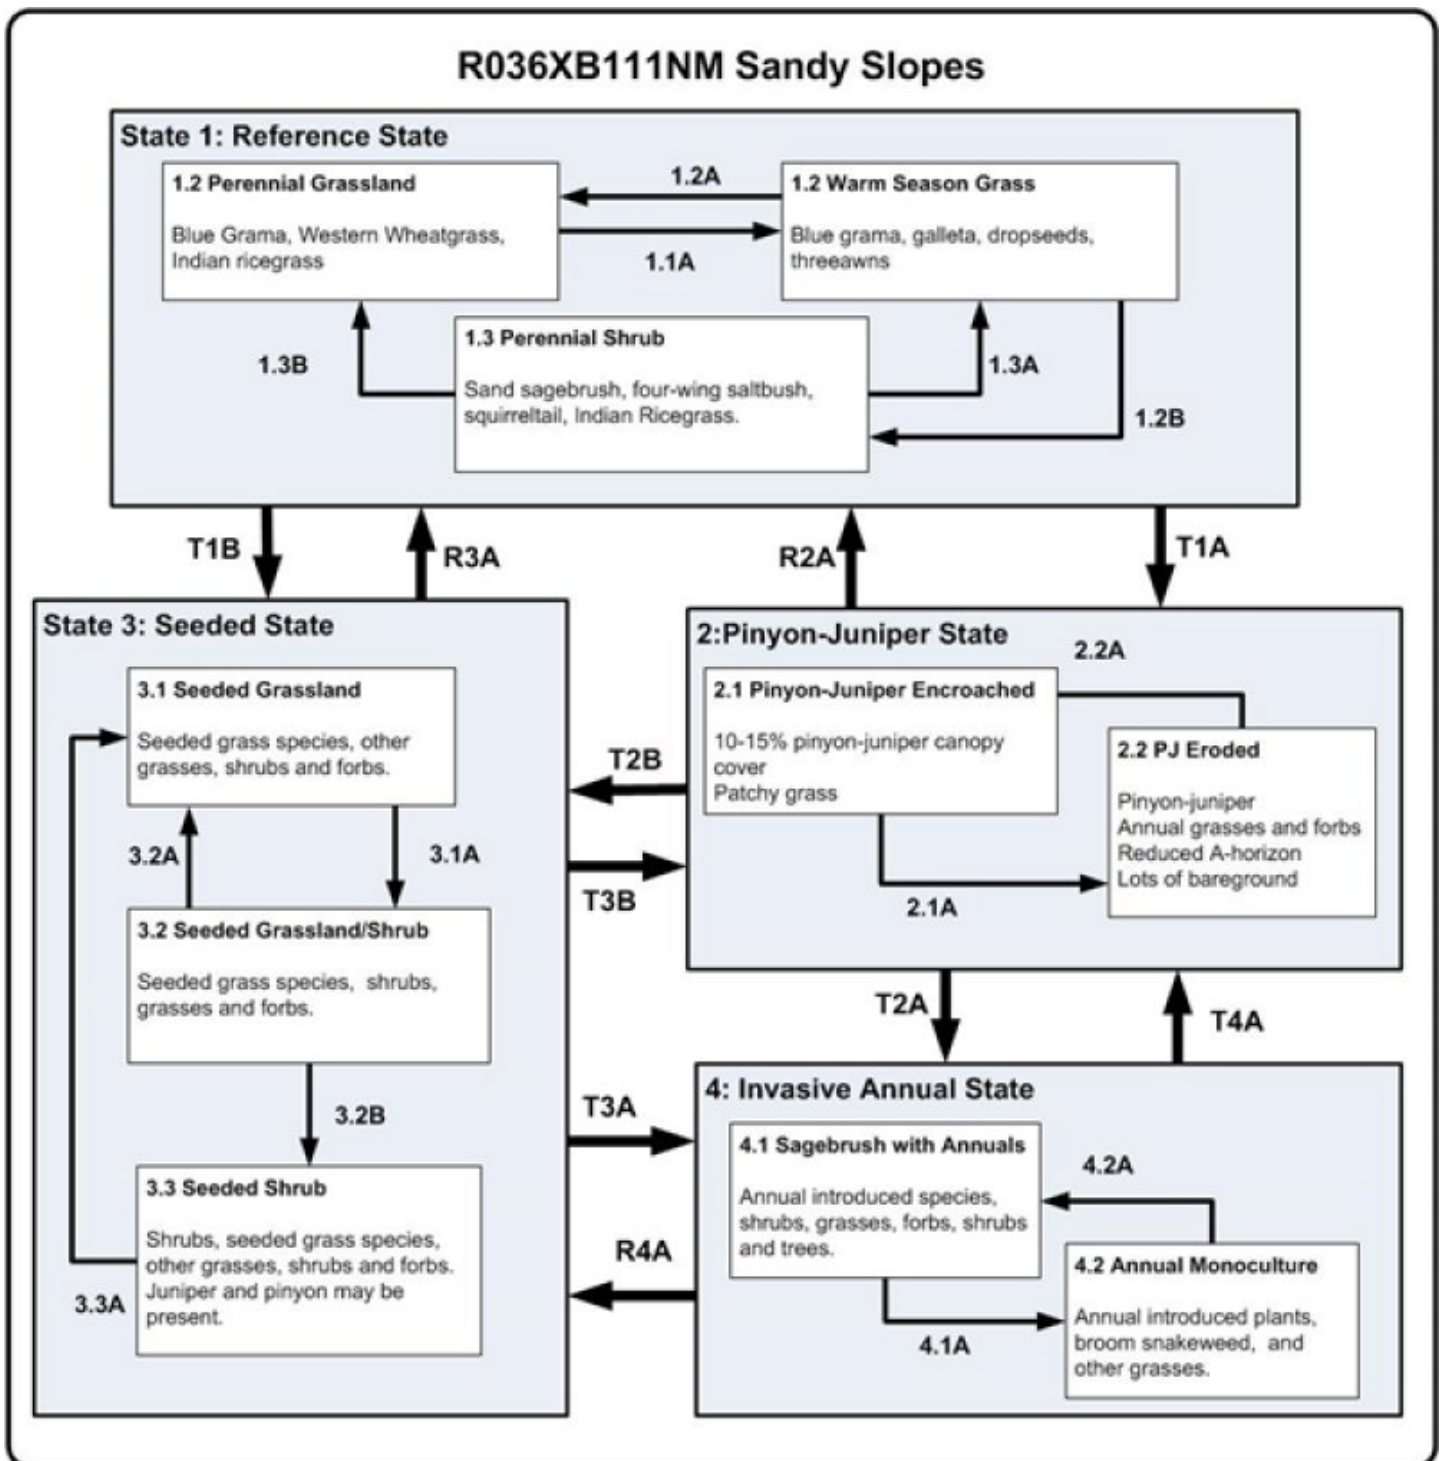 R036XB111NM Sandy Slopes
State 1: Reference State
1.2 Perennial Grassland
Blue Grama, Western Wheatgrass,
Indian ricegrass
1.2A
1.1A
1.2 Warm Season Grass
Blue grama, galleta, dropseeds,
threeawns
1.3B
1.3 Perennial Shrub
Sand sagebrush, four-wing saltbush,
squirreltail, Indian Ricegrass.
1.3A
1.2B
T1B
R3A
R2A
T1A
State 3: Seeded State
3.1 Seeded Grassland
Seeded grass species, other
grasses, shrubs and forbs.
3.2A
3.1A
3.2 Seeded Grassland/Shrub
Seeded grass species,  shrubs,
grasses and forbs.
3.2B
3.3 Seeded Shrub
Shrubs, seeded grass species,
other grasses, shrubs and forbs.
Juniper and pinyon may be
present.
3.3A
T2B
T3B
2:Pinyon-Juniper State
2.2A
2.1 Pinyon-Juniper Encroached
10-15% pinyon-juniper canopy
cover
Patchy grass
2.2 PJ Eroded
Pinyon-juniper
Annual grasses and forbs
Reduced A-horizon
Lots of bareground
2.1A
T2A
T4A
T3A
R4A
4: Invasive Annual State
4.1 Sagebrush with Annuals
Annual introduced species,
shrubs, grasses, forbs, shrubs
and trees.
4.2A
4.2 Annual Monoculture
Annual introduced plants,
broom snakeweed,  and
other grasses.
4.1A